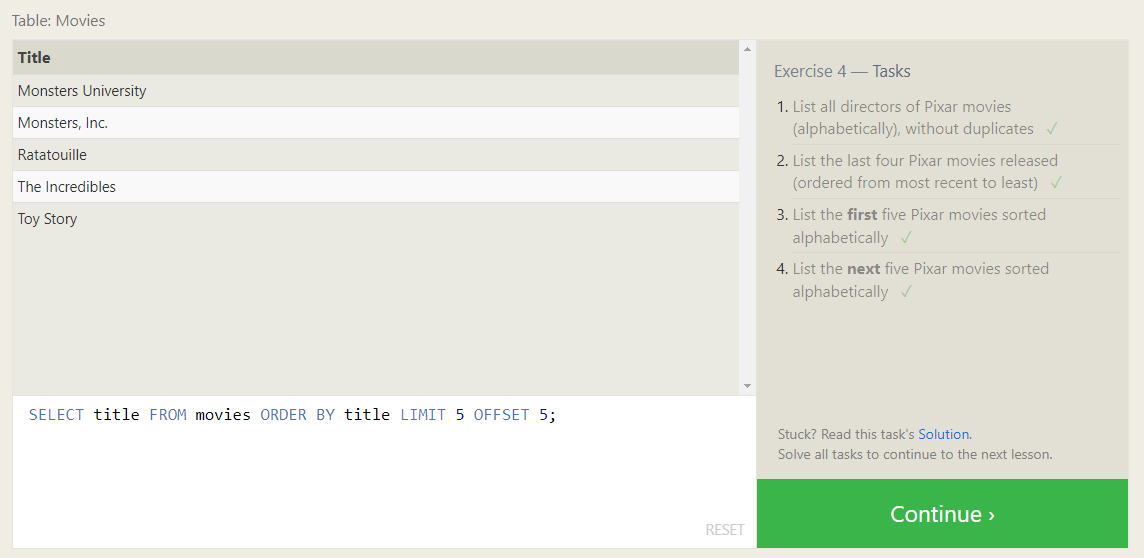 Table: Movies
Title
Monsters University
Monsters, Inc.
Ratatouille
The Incredibles
Toy Story
SELECT title FROM movies ORDER BY title LIMIT 5 OFFSET 5;
RESET
Exercise 4 — Tasks
1. List all directors of Pixar movies
(alphabetically), without duplicates ✓
2. List the last four Pixar movies released
(ordered from most recent to least) ✓
3. List the first five Pixar movies sorted
alphabetically ✓
4. List the next five Pixar movies sorted
alphabetically ✓
Stuck? Read this task's Solution.
Solve all tasks to continue to the next lesson.
Continue ›